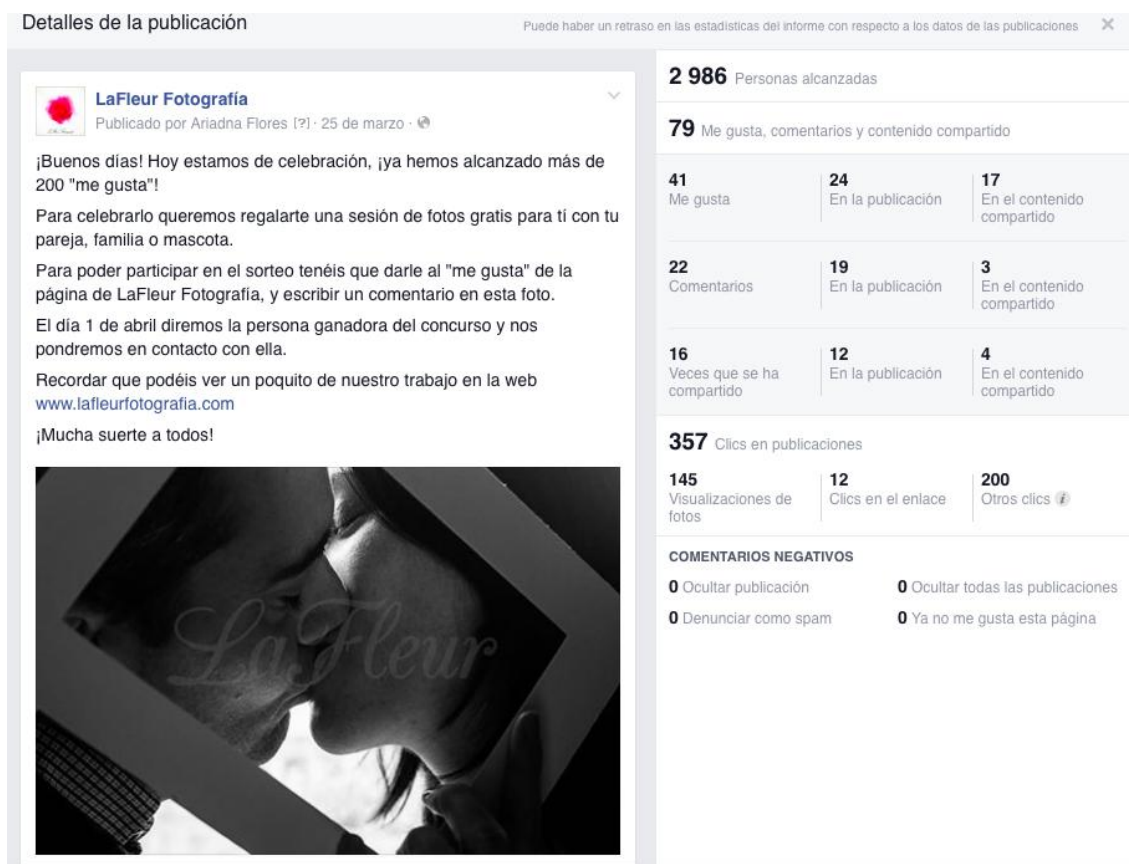 Detalles de la publicación
Puede haber un retraso en las estadísticas del informe con respecto a los datos de las publicaciones
LaFleur Fotografía
Publicado por Ariadna Flores [?] · 25 de marzo ·
¡Buenos días! Hoy estamos de celebración, ¡ya hemos alcanzado más de
200 "me gusta"!
Para celebrarlo queremos regalarte una sesión de fotos gratis para tí con tu
pareja, familia o mascota.
Para poder participar en el sorteo tenéis que darle al "me gusta" de la
página de LaFleur Fotografía, y escribir un comentario en esta foto.
El día 1 de abril diremos la persona ganadora del concurso y nos
pondremos en contacto con ella.
Recordar que podéis ver un poquito de nuestro trabajo en la web
www.lafleurfotografia.com
¡Mucha suerte a todos!
LaFleur
2 986 Personas alcanzadas
79 Me gusta, comentarios y contenido compartido
41
Me gusta
24
En la publicación
17
En el contenido
compartido
22
Comentarios
19
En la publicación
3
En el contenido
compartido
16
Veces que se ha
compartido
12
En la publicación
4
En el contenido
compartido
357 Clics en publicaciones
145
Visualizaciones de
fotos
12
Clics en el enlace
200
Otros clics
COMENTARIOS NEGATIVOS
0 Ocultar publicación
0 Ocultar todas las publicaciones
0 Denunciar como spam
0 Ya no me gusta esta página